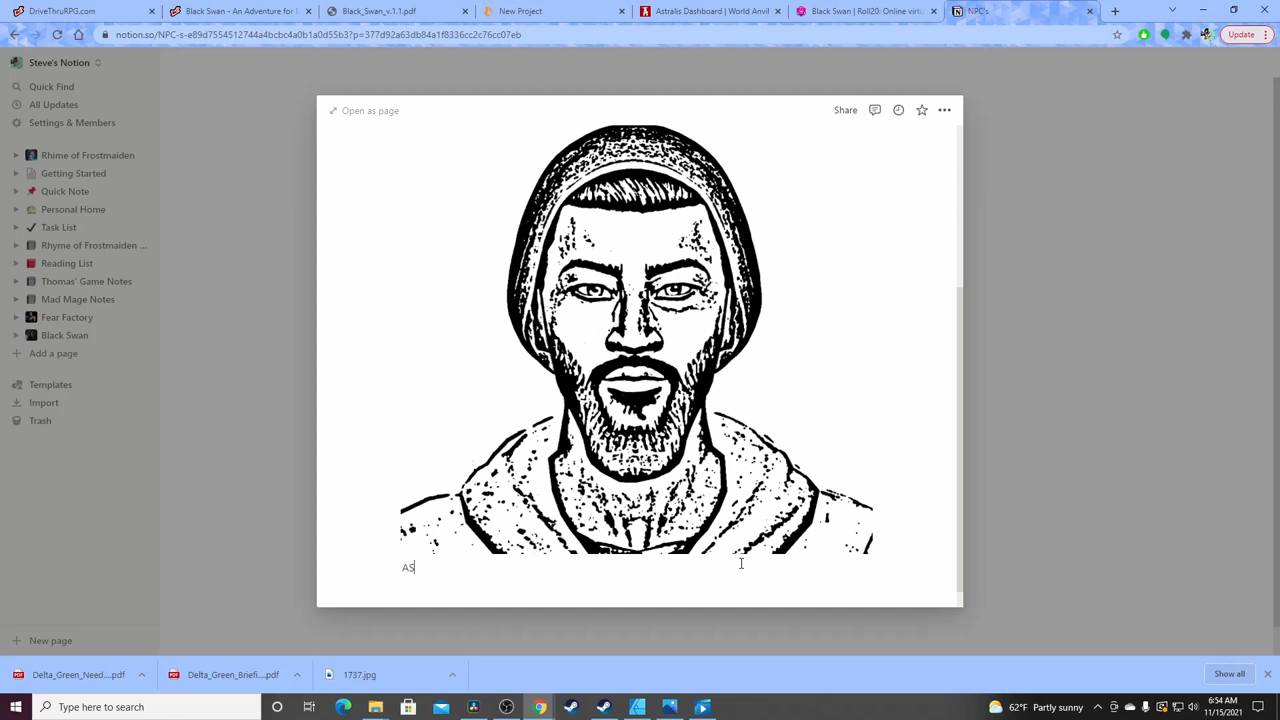 DriveThruRPG.com
Black Swan - An Adventure for
Black_Swan_v.1.1.pdf
New Project
Astralis Dashboard | World Anvil
Black Swan | Roll20: Online virtu
NPC's
notion.so/NPC-s-e89d7554512744a4bcbc4a0b1a0d55b3?p=377d92a63db84a1f8336cc2c76cc07eb
Update
Steve's Notion
Quick Find
All Updates
Settings & Members
Rhime of Frostmaiden
Getting Started
Quick Note
Personal Home
Task List
Rhyme of Frostmaiden ...
Reading List
Thomas' Game Notes
Mad Mage Notes
Fear Factory
Black Swan
Add a page
Templates
Import
Trash
New page
Open as page
Share
AS
Delta_Green_Need....pdf
Delta_Green_Briefi....pdf
1737.jpg
Show all
Type here to search
62°F Partly sunny
6:54 AM
11/15/2021